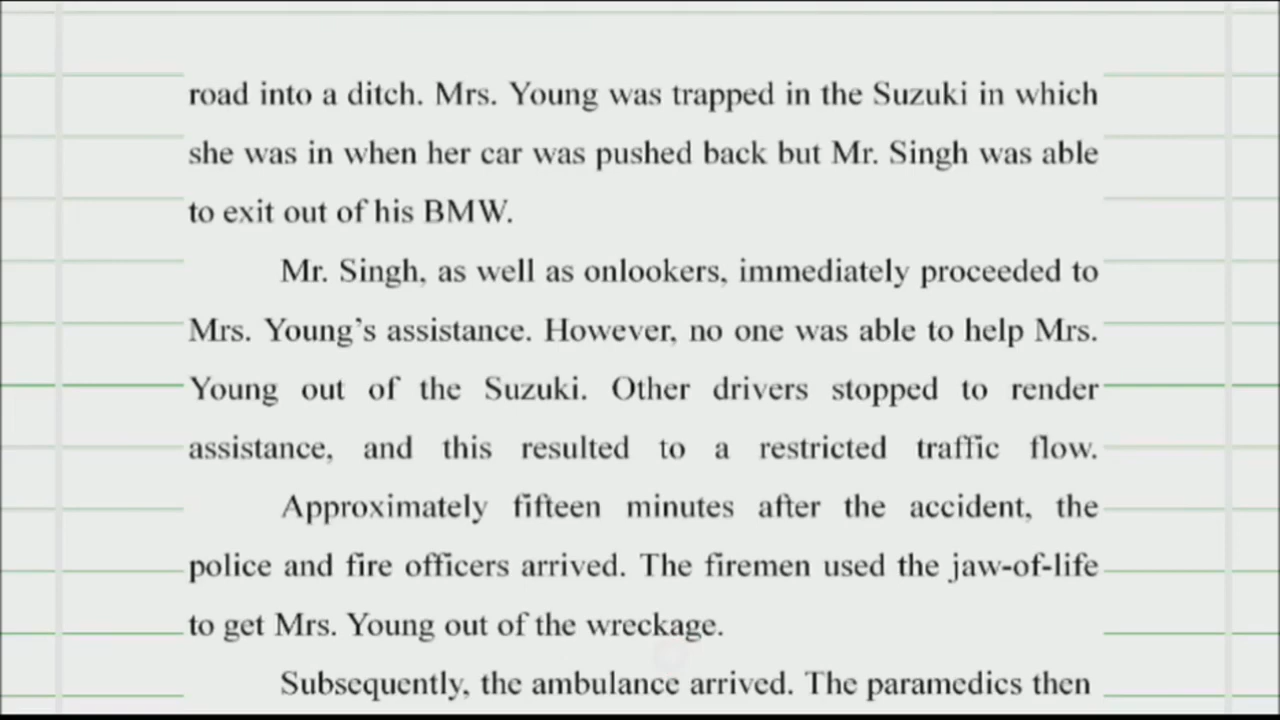 road into a ditch. Mrs. Young was trapped in the Suzuki in which
she was in when her car was pushed back but Mr. Singh was able
to exit out of his BMW.
Mr. Singh, as well as onlookers, immediately proceeded to
Mrs. Young’s assistance. However, no one was able to help Mrs.
Young out of the Suzuki. Other drivers stopped to render
assistance, and this resulted to a restricted traffic flow.
Approximately fifteen minutes after the accident, the
police and fire officers arrived. The firemen used the jaw-of-life
to get Mrs. Young out of the wreckage.
Subsequently, the ambulance arrived. The paramedics then